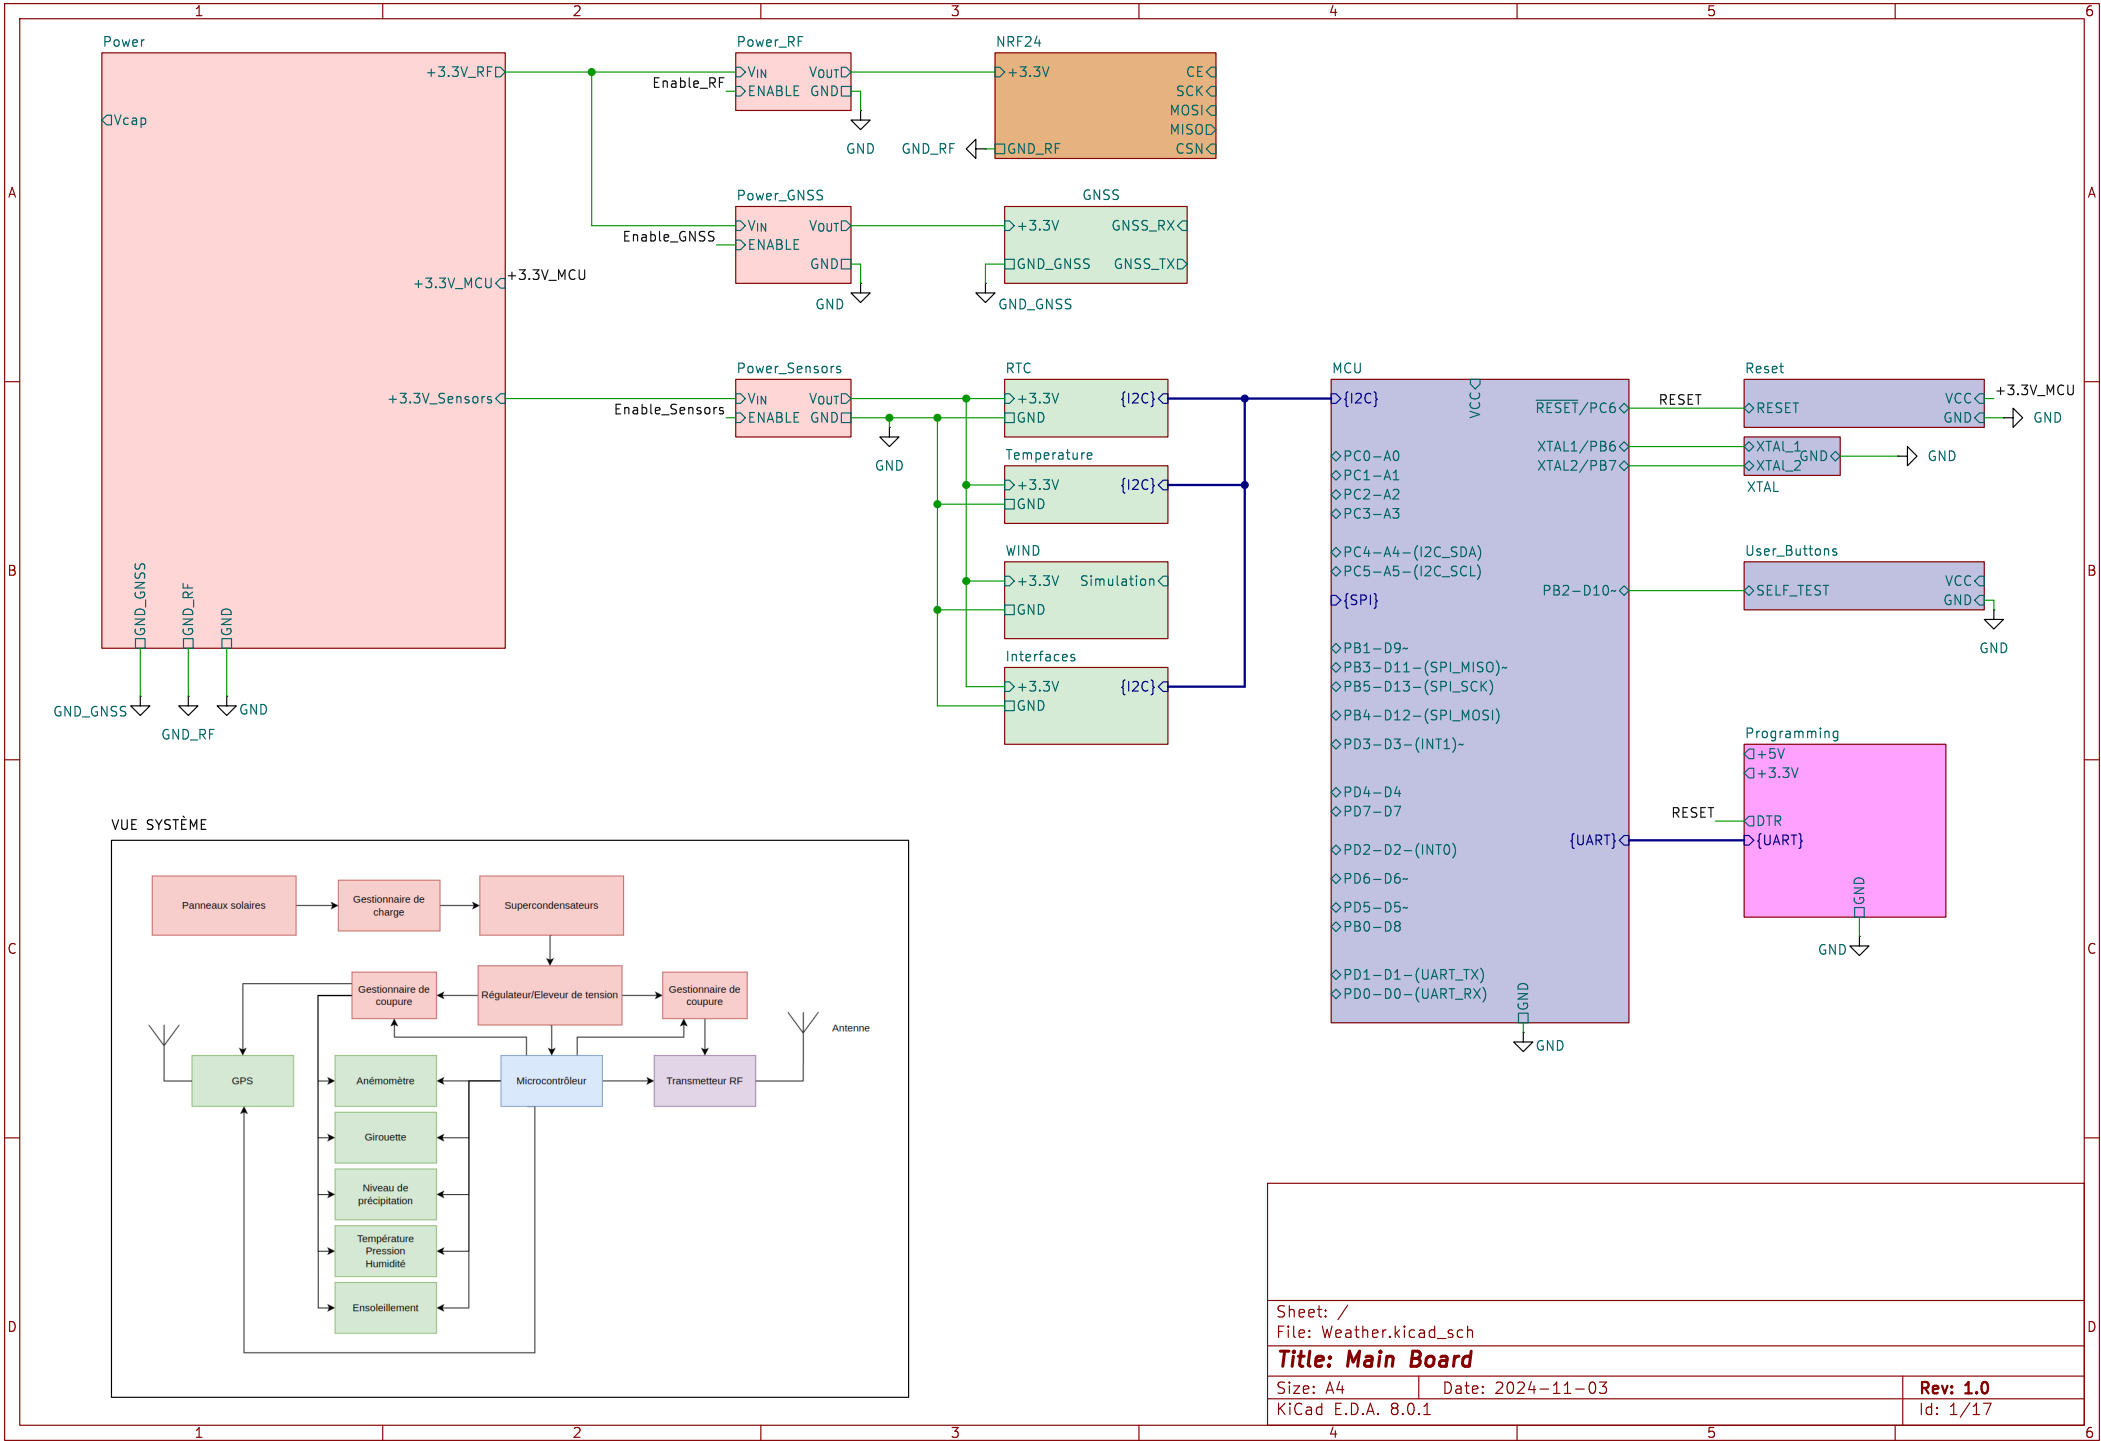 1 2 3 4 5 6
A
B
C
D
A
B
C
D
1 2 3 4 5 6
Power
+3.3V_RF
Vcap
+3.3V_MCU
+3.3V_MCU
+3.3V_Sensors
GND_GNSS
GND_RF
GND
GND_GNSS
GND_RF
GND
Power_RF
Enable_RF
VIN
VOUT
ENABLE
GND
GND
NRF24
+3.3V
CE
SCK
MOSI
MISO
CSN
GND_RF
GND_RF
Power_GNSS
Enable_GNSS
VIN
VOUT
ENABLE
GND
GND
GNSS
+3.3V
GNSS_RX
GND_GNSS
GNSS_TX
GND_GNSS
Power_Sensors
Enable_Sensors
VIN
VOUT
ENABLE
GND
GND
RTC
+3.3V
{I2C}
GND
Temperature
+3.3V
{I2C}
GND
WIND
+3.3V
Simulation
GND
Interfaces
+3.3V
{I2C}
GND
MCU
{I2C}
VCC
PC0-A0
PC1-A1
PC2-A2
PC3-A3
PC4-A4-(I2C_SDA)
PC5-A5-(I2C_SCL)
{SPI}
PB1-D9~
PB3-D11-(SPI_MISO)~
PB5-D13-(SPI_SCK)
PB4-D12-(SPI_MOSI)
PD3-D3-(INT1)~
PD4-D4
PD7-D7
PD2-D2-(INT0)
PD6-D6~
PD5-D5~
PB0-D8
PD1-D1-(UART_TX)
PD0-D0-(UART_RX)
RESET/PC6
XTAL1/PB6
XTAL2/PB7
PB2-D10~
{UART}
GND
GND
RESET
Reset
RESET
VCC
GND
+3.3V_MCU
GND
XTAL_1
XTAL_2
GND
XTAL
GND
User_Buttons
SELF_TEST
VCC
GND
GND
Programming
+5V
+3.3V
RESET
DTR
{UART}
GND
GND
VUE SYSTÈME
Panneaux solaires
Gestionnaire de
charge
Supercondensateurs
Gestionnaire de
coupure
Régulateur/Eleveur de tension
Gestionnaire de
coupure
Antenne
GPS
Anémomètre
Microcontrôleur
Transmetteur RF
Girouette
Niveau de
précipitation
Température
Pression
Humidité
Ensoleillement
Sheet: /
File: Weather.kicad_sch
Title: Main Board
Size: A4
Date: 2024-11-03
Rev: 1.0
KiCad E.D.A. 8.0.1
Id: 1/17